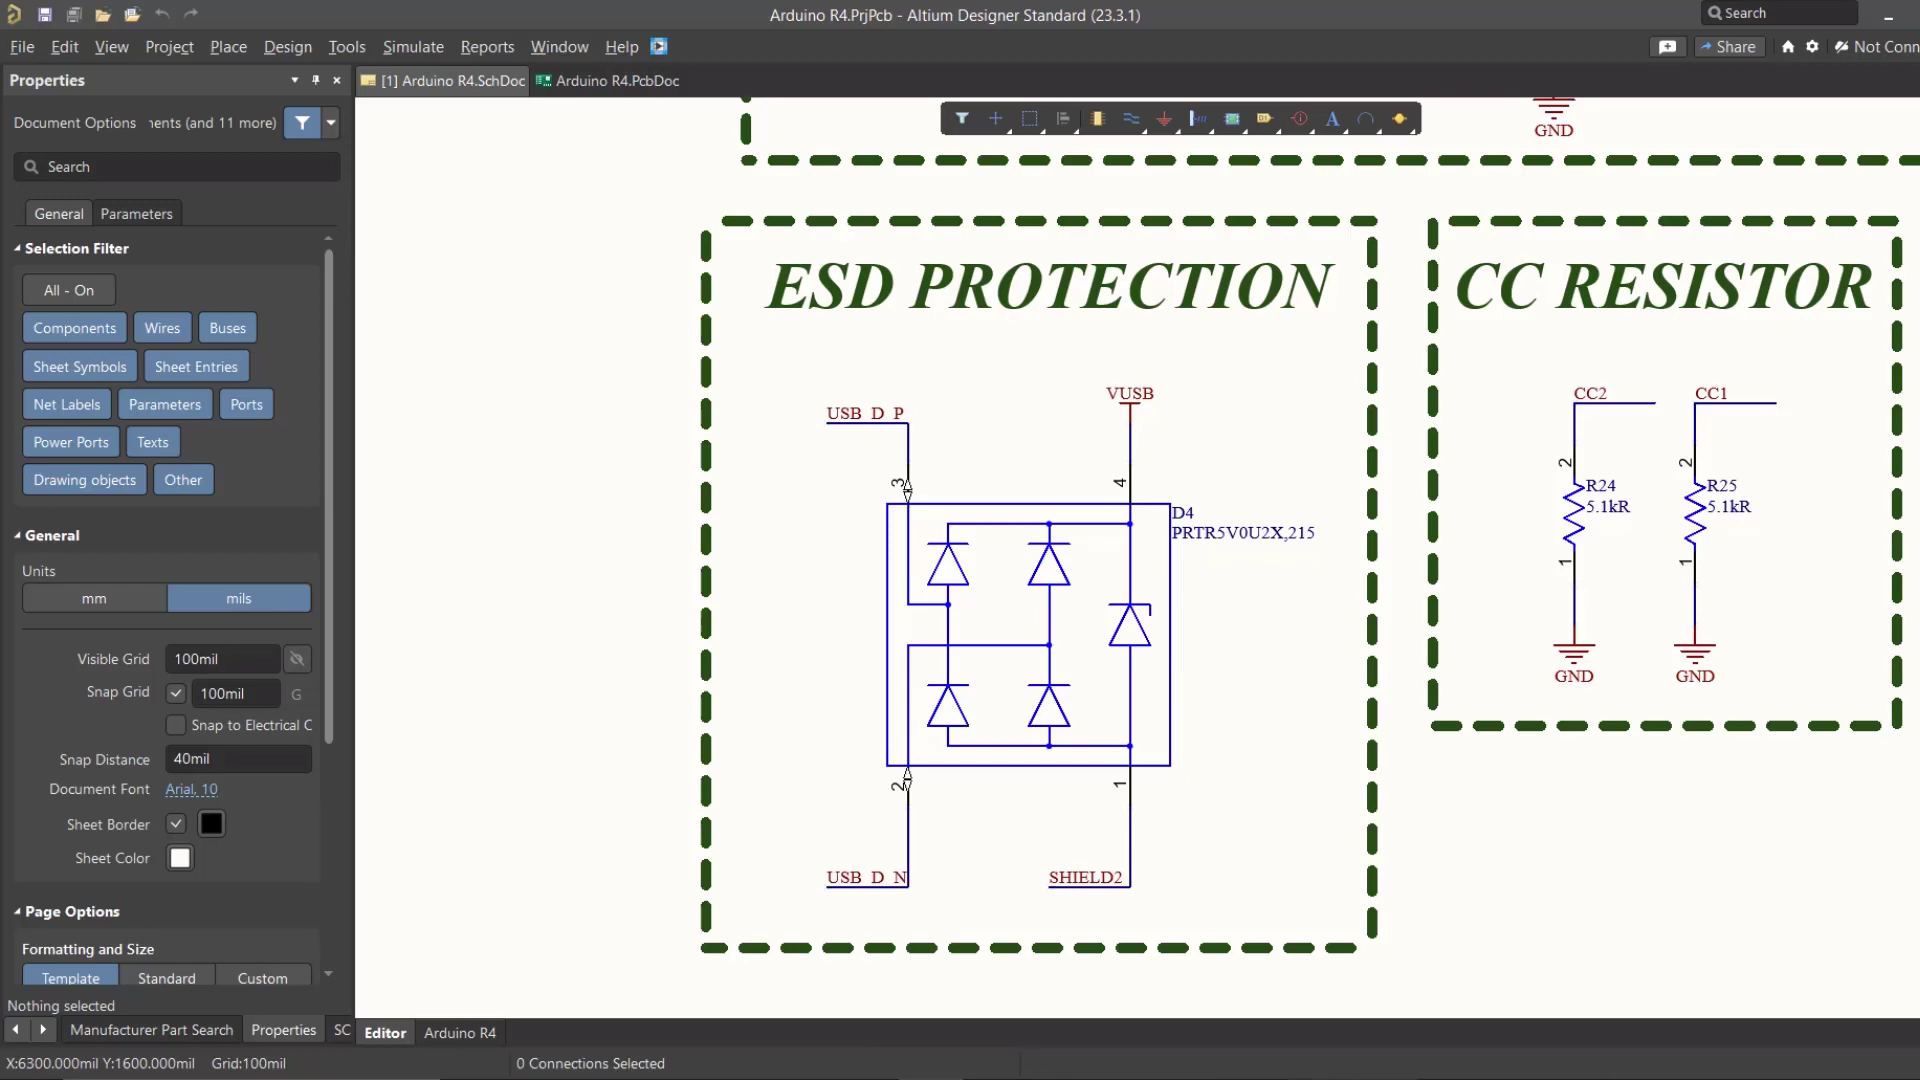 Arduino R4.PrjPcb - Altium Designer Standard (23.3.1)
Search
File Edit View Project Place Design Tools Simulate Reports Window Help
Share
Not Conn
Properties
[1] Arduino R4.SchDoc
Arduino R4.PcbDoc
Document Options
nents (and 11 more)
Search
General
Parameters
Selection Filter
All - On
Components
Wires
Buses
Sheet Symbols
Sheet Entries
Net Labels
Parameters
Ports
Power Ports
Texts
Drawing objects
Other
General
Units
mm
mils
Visible Grid
100mil
Snap Grid
100mil
G
Snap to Electrical C
Snap Distance
40mil
Document Font
Arial, 10
Sheet Border
Sheet Color
Page Options
Formatting and Size
Template
Standard
Custom
Nothing selected
Manufacturer Part Search
Properties
SC
X:6300.000mil Y:1600.000mil
Grid:100mil
A
GND
ESD PROTECTION
USB_D_P
VUSB
3
4
D4
PRTR5V0U2X,215
2
1
USB_D_N
SHIELD2
CC RESISTOR
CC2
CC1
2
2
R24
5.1kR
R25
5.1kR
1
1
GND
GND
Editor
Arduino R4
0 Connections Selected